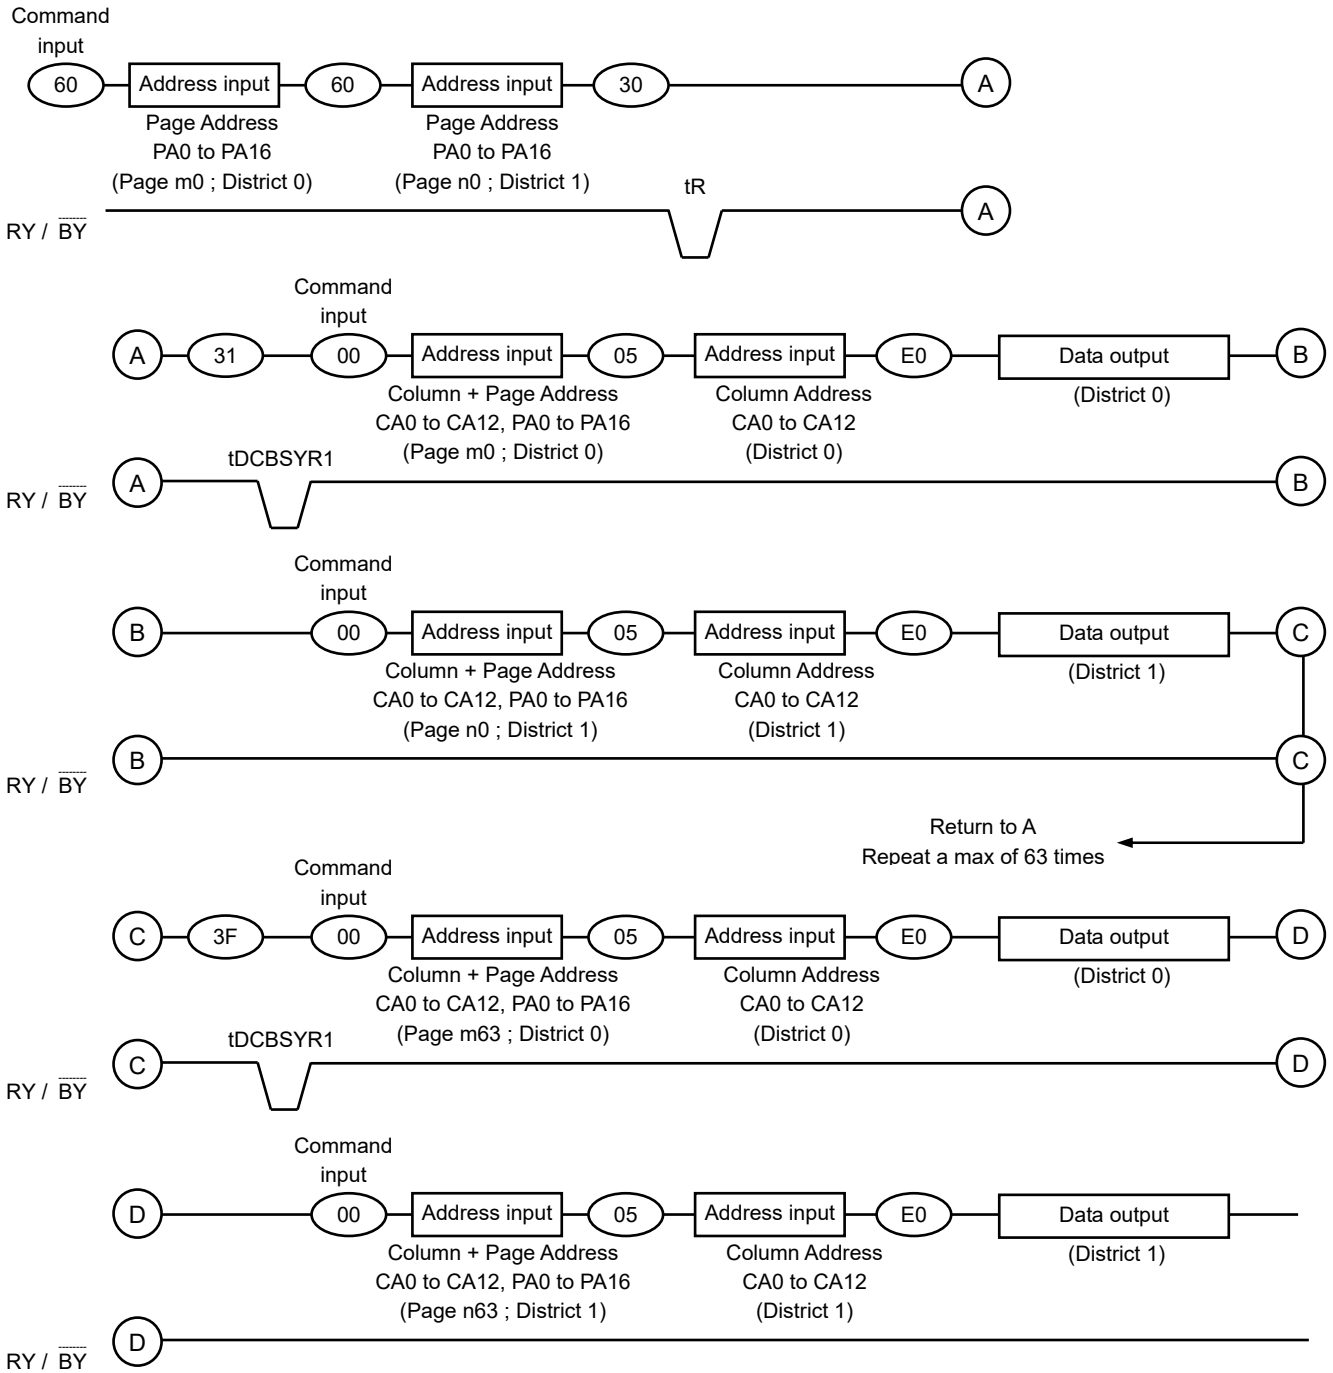 Command
input
60 Address input 60 Address input 30 A
Page Address Page Address
PA0 to PA16 PA0 to PA16
(Page m0 ; District 0) (Page n0 ; District 1)
tR
RY / BY A
Command
input
A 31 00 Address input 05 Address input E0 Data output B
Column + Page Address Column Address (District 0)
CA0 to CA12, PA0 to PA16 CA0 to CA12
(Page m0 ; District 0) (District 0)
tDCBSYR1
RY / BY A B
Command
input
B 00 Address input 05 Address input E0 Data output C
Column + Page Address Column Address (District 1)
CA0 to CA12, PA0 to PA16 CA0 to CA12
(Page n0 ; District 1) (District 1)
RY / BY B C
Return to A
Repeat a max of 63 times
Command
input
C 3F 00 Address input 05 Address input E0 Data output D
Column + Page Address Column Address (District 0)
CA0 to CA12, PA0 to PA16 CA0 to CA12
(Page m63 ; District 0) (District 0)
tDCBSYR1
RY / BY C D
Command
input
D 00 Address input 05 Address input E0 Data output
Column + Page Address Column Address (District 1)
CA0 to CA12, PA0 to PA16 CA0 to CA12
(Page n63 ; District 1) (District 1)
RY / BY D